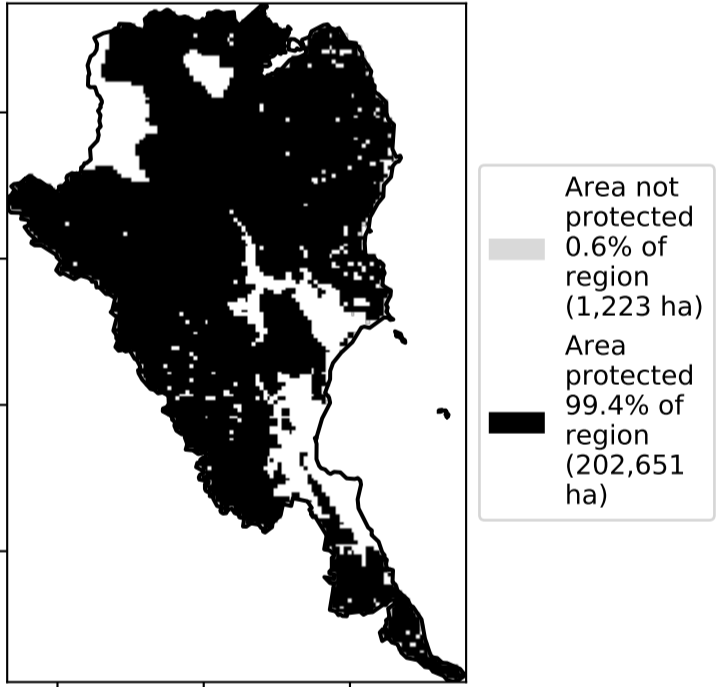 Area not
protected
0.6% of
region
(1,223 ha)
Area
protected
99.4% of
region
(202,651
ha)